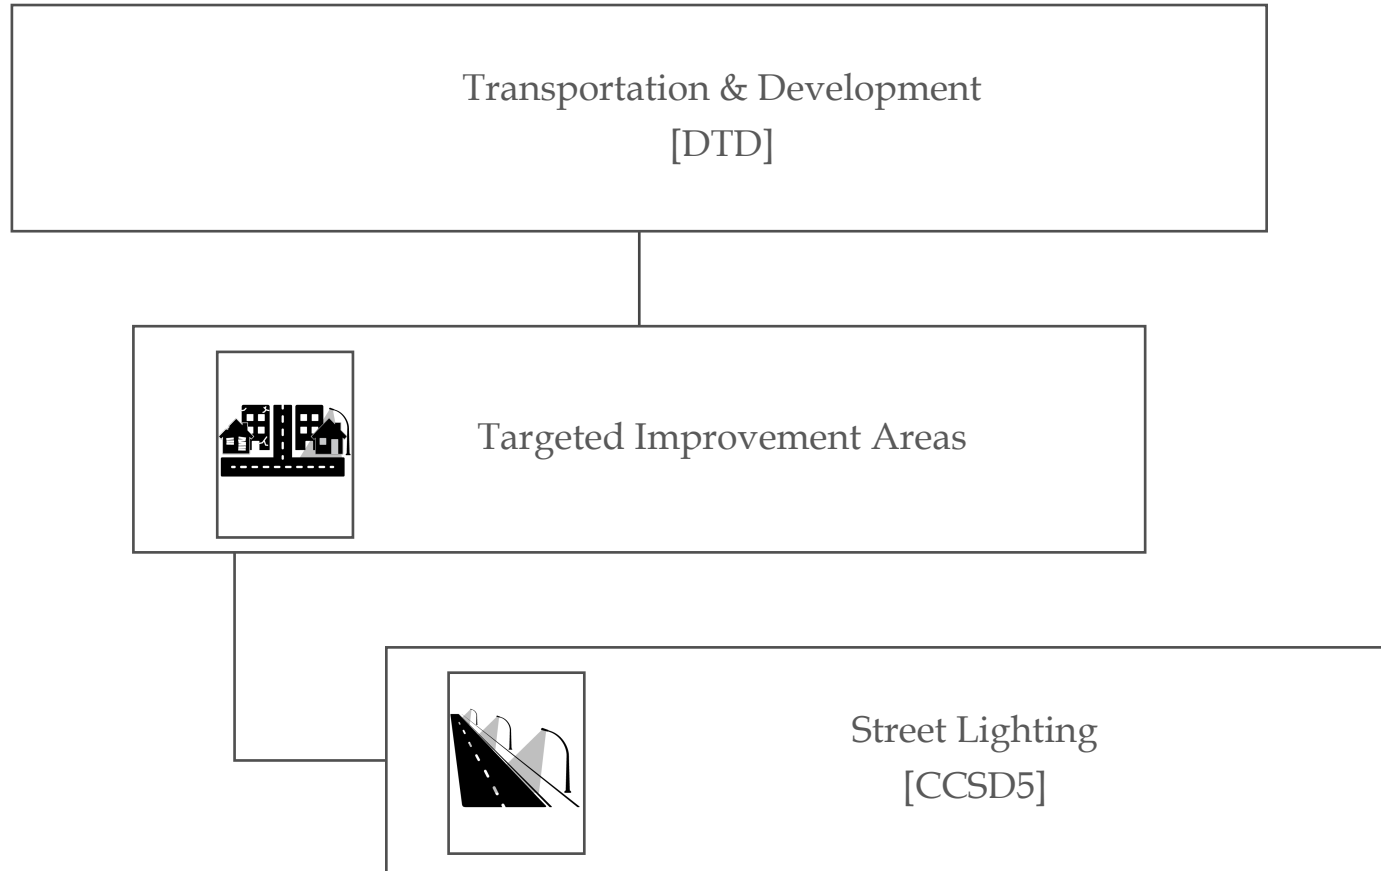 Transportation & Development
[DTD]
Targeted Improvement Areas
Street Lighting
[CCSD5]